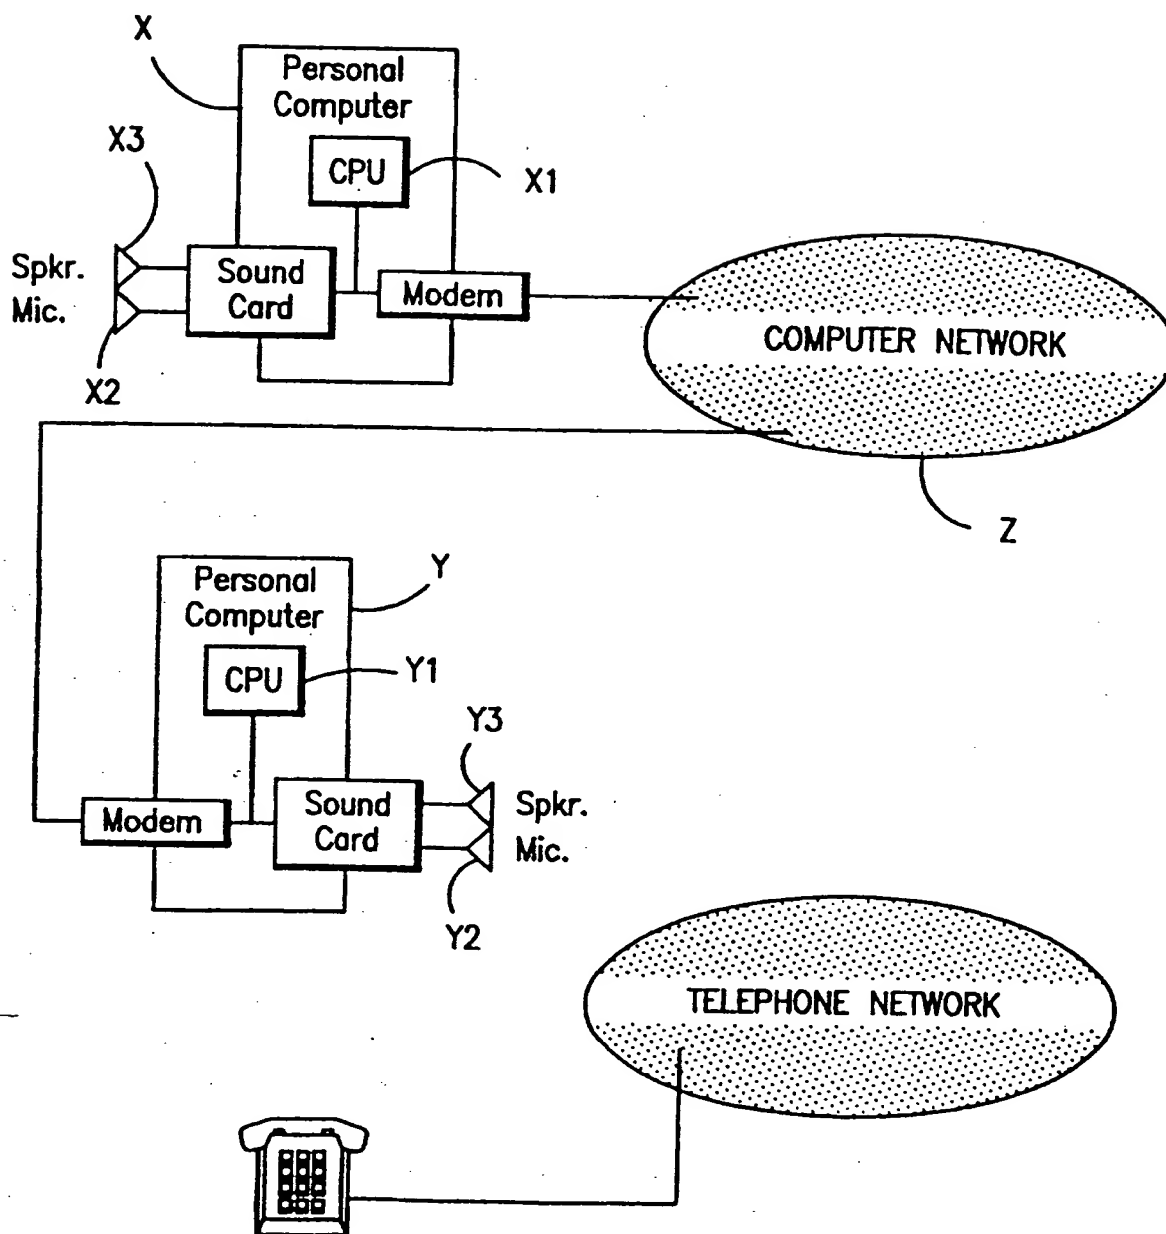 X
Personal
Computer
X3
CPU
X1
Spkr.
Mic.
Sound
Card
Modem
COMPUTER NETWORK
X2
Z
Personal
Computer
Y
CPU
Y1
Y3
Modem
Sound
Card
Spkr.
Mic.
Y2
TELEPHONE NETWORK